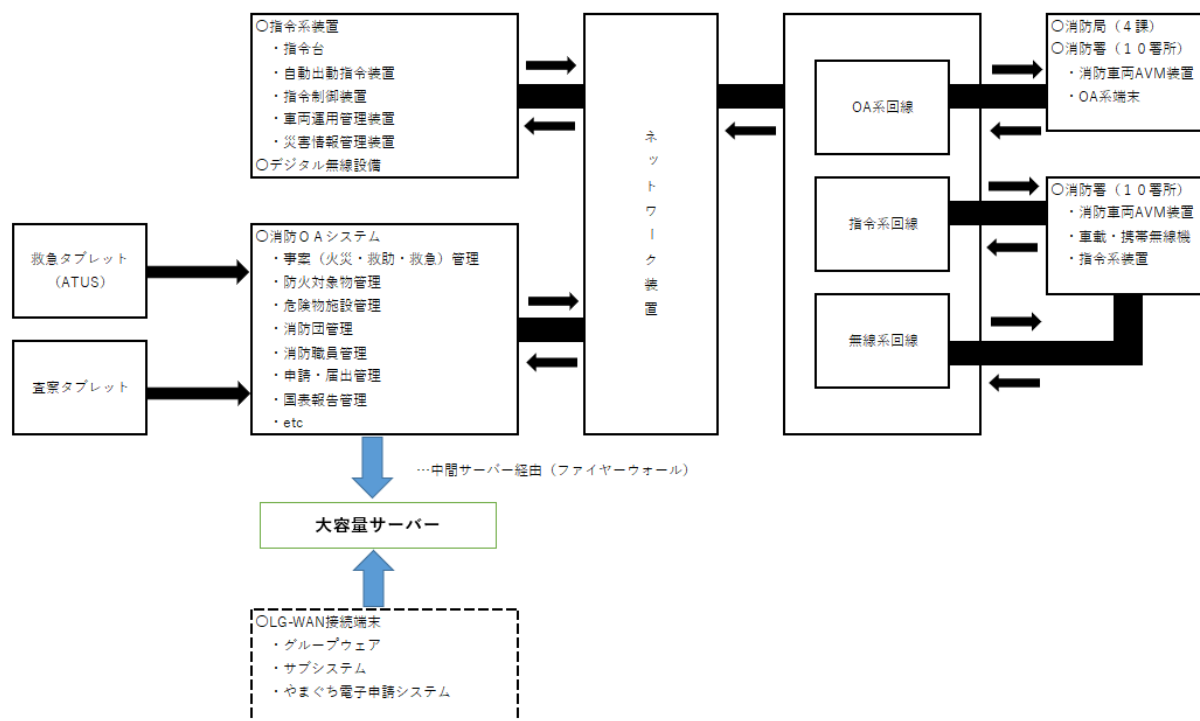 〇指令系装置
・指令台
・自動出動指令装置
・指令制御装置
・車両運用管理装置
・災害情報管理装置
〇デジタル無線設備
救急タブレット
（ATUS）
査察タブレット
〇消防ＯＡシステム
・事案（火災・救助・救急）管理
・防火対象物管理
・危険物施設管理
・消防団管理
・消防職員管理
・申請・届出管理
・国表報告管理
・etc
ネットワーク装置
OA系回線
指令系回線
無線系回線
〇消防局（４課）
〇消防署（１０署所）
・消防車両AVM装置
・OA系端末
〇消防署（１０署所）
・消防車両AVM装置
・車載・携帯無線機
・指令系装置
…中間サーバー経由（ファイヤーウォール）
大容量サーバー
〇LG-WAN接続端末
・グループウェア
・サブシステム
・やまぐち電子申請システム